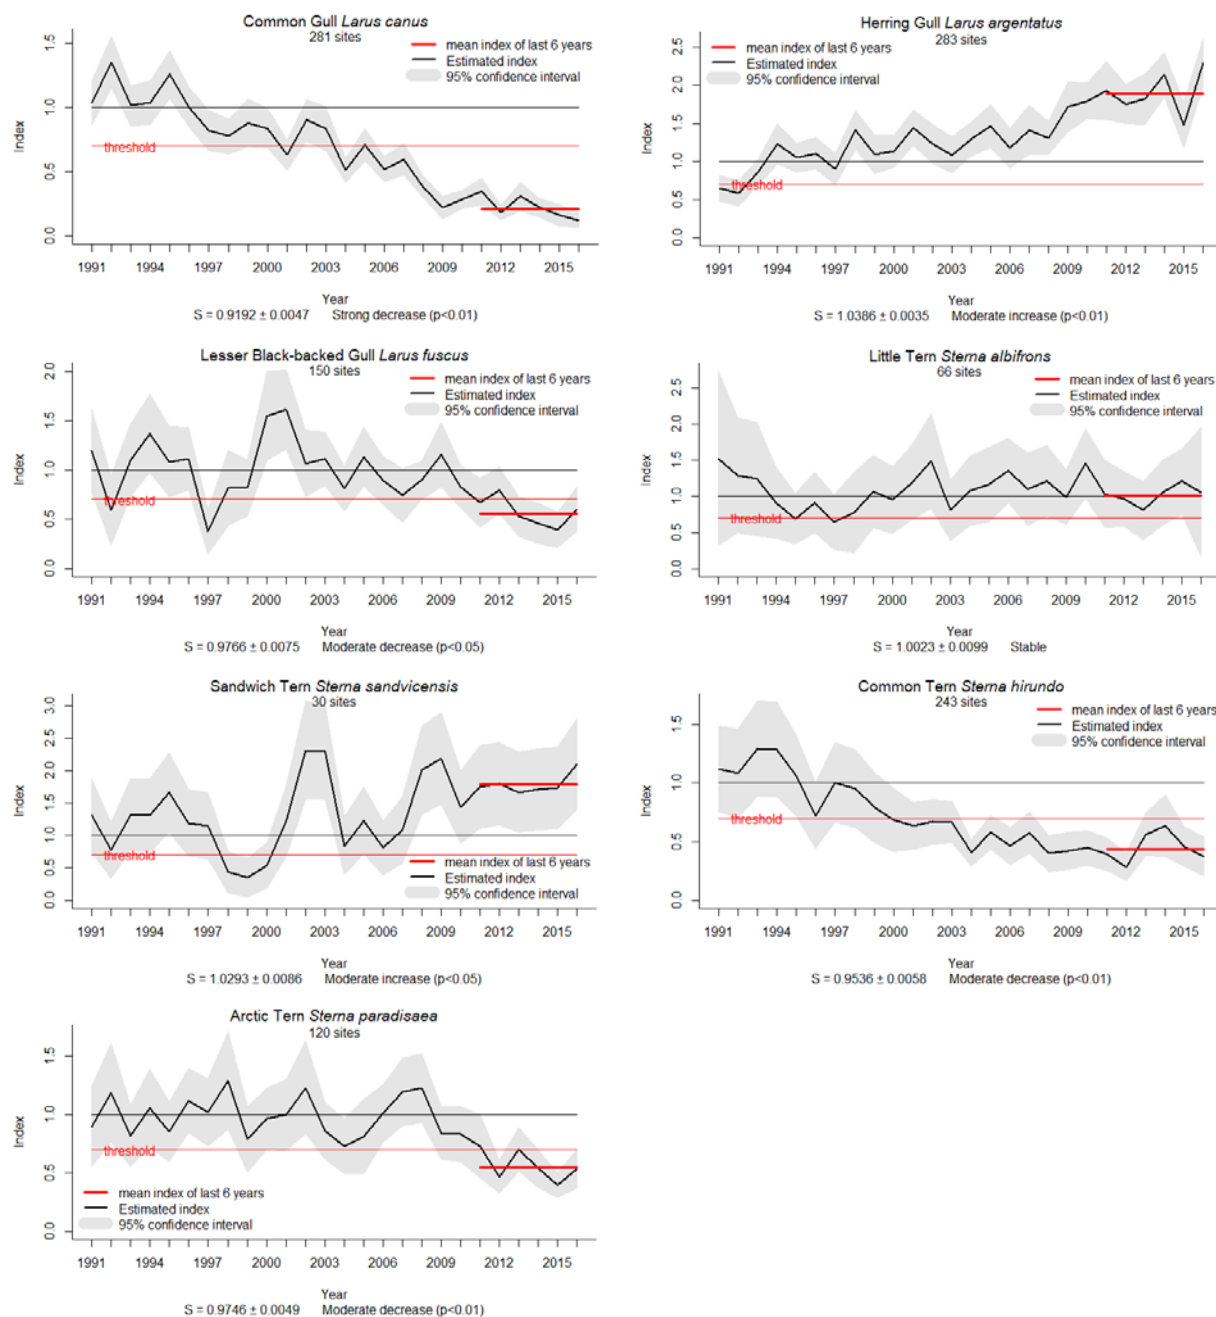 Common Gull Larus canus
281 sites
mean index of last 6 years
Estimated index
95% confidence interval
threshold
Index
0.0 0.5 1.0 1.5
1991 1994 1997 2000 2003 2006 2009 2012 2015
Year
S = 0.9192 ± 0.0047 Strong decrease (p<0.01)
Herring Gull Larus argentatus
283 sites
mean index of last 6 years
Estimated index
95% confidence interval
threshold
Index
0.0 0.5 1.0 1.5 2.0 2.5
1991 1994 1997 2000 2003 2006 2009 2012 2015
Year
S = 1.0386 ± 0.0035 Moderate increase (p<0.01)
Lesser Black-backed Gull Larus fuscus
150 sites
mean index of last 6 years
Estimated index
95% confidence interval
threshold
Index
0.0 0.5 1.0 1.5 2.0
1991 1994 1997 2000 2003 2006 2009 2012 2015
Year
S = 0.9766 ± 0.0075 Moderate decrease (p<0.05)
Little Tern Sterna albifrons
66 sites
mean index of last 6 years
Estimated index
95% confidence interval
threshold
Index
0.0 0.5 1.0 1.5 2.0 2.5
1991 1994 1997 2000 2003 2006 2009 2012 2015
Year
S = 1.0023 ± 0.0099 Stable
Sandwich Tern Sterna sandvicensis
30 sites
threshold
mean index of last 6 years
Estimated index
95% confidence interval
Index
0.0 0.5 1.0 1.5 2.0 2.5 3.0
1991 1994 1997 2000 2003 2006 2009 2012 2015
Year
S = 1.0293 ± 0.0086 Moderate increase (p<0.05)
Common Tern Sterna hirundo
243 sites
mean index of last 6 years
Estimated index
95% confidence interval
threshold
Index
0.0 0.5 1.0 1.5
1991 1994 1997 2000 2003 2006 2009 2012 2015
Year
S = 0.9536 ± 0.0058 Moderate decrease (p<0.01)
Arctic Tern Sterna paradisaea
120 sites
threshold
mean index of last 6 years
Estimated index
95% confidence interval
Index
0.0 0.5 1.0 1.5
1991 1994 1997 2000 2003 2006 2009 2012 2015
Year
S = 0.9746 ± 0.0049 Moderate decrease (p<0.01)